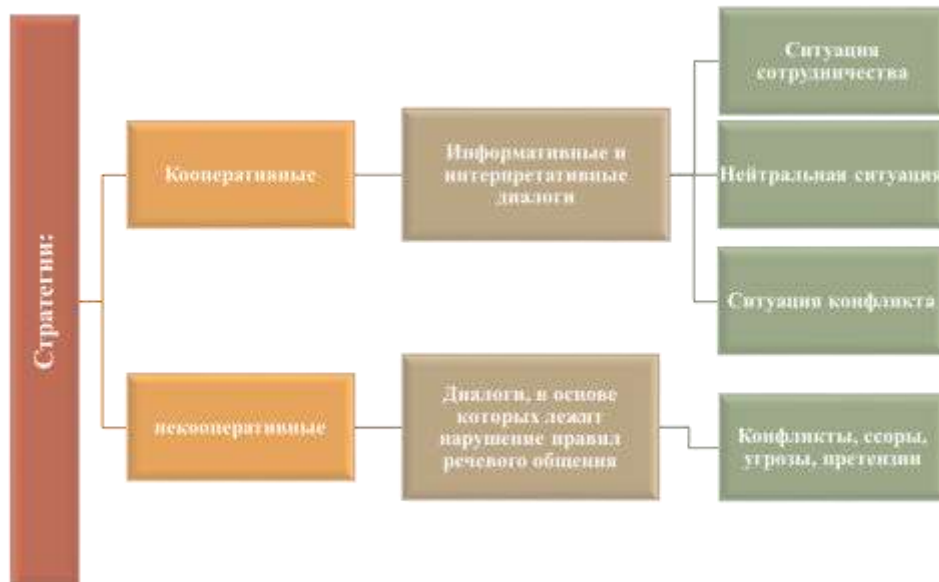 Стратегии:
Кооперативные
Информативные и
интерпретативные
диалоги
Ситуация
сотрудничества
Нейтральная ситуация
Ситуация конфликта
некооперативные
Диалоги, в основе
которых лежит
нарушение правил
речевого общения
Конфликты, ссоры,
угрозы, претензии